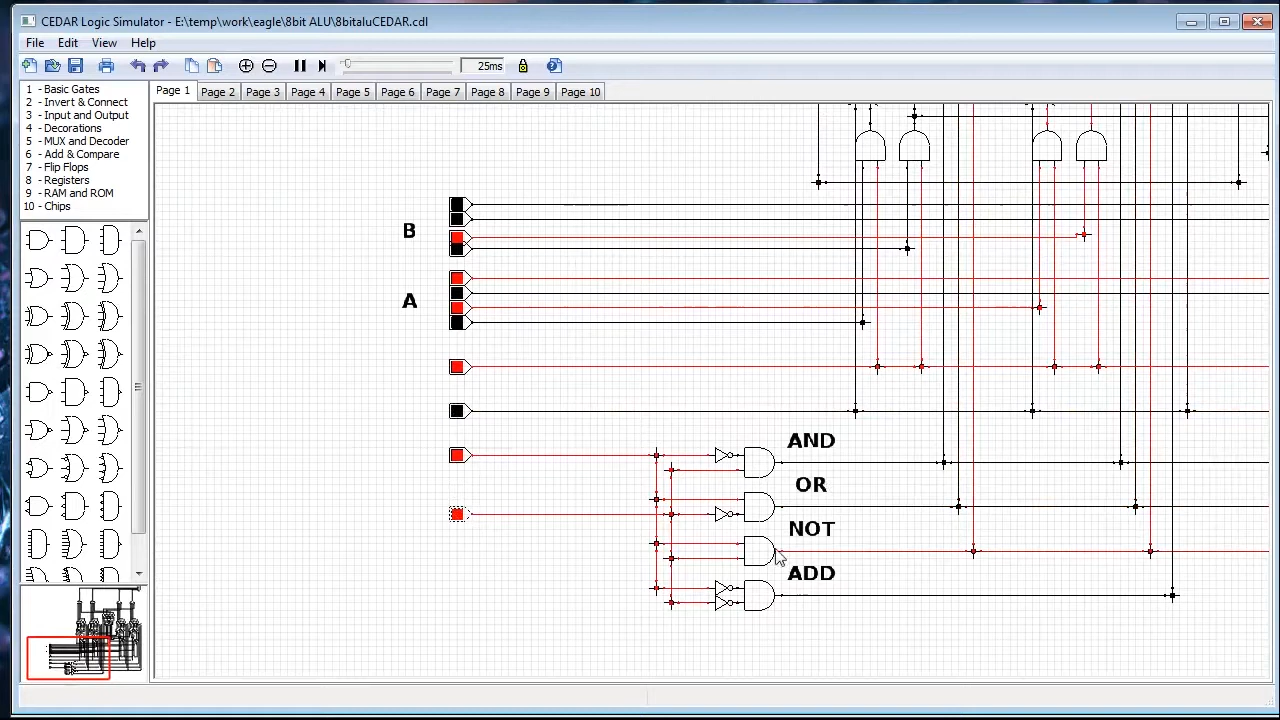 CEDAR Logic Simulator - E:\temp\work\eagle\8bit ALU\8bitaluCEDAR.cdl
File Edit View Help
25ms
Page 1 Page 2 Page 3 Page 4 Page 5 Page 6 Page 7 Page 8 Page 9 Page 10
1 - Basic Gates
2 - Invert & Connect
3 - Input and Output
4 - Decorations
5 - MUX and Decoder
6 - Add & Compare
7 - Flip Flops
8 - Registers
9 - RAM and ROM
10 - Chips
B
A
AND
OR
NOT
ADD